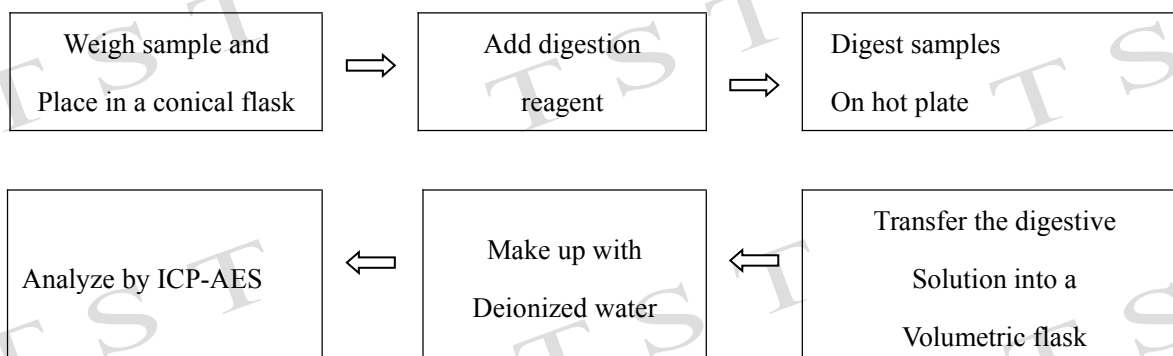 Weigh sample and
Place in a conical flask
Add digestion
reagent
Digest samples
On hot plate
Transfer the digestive
Solution into a
Volumetric flask
Make up with
Deionized water
Analyze by ICP-AES
T S T
T S T
T S
T S T
T S T
S